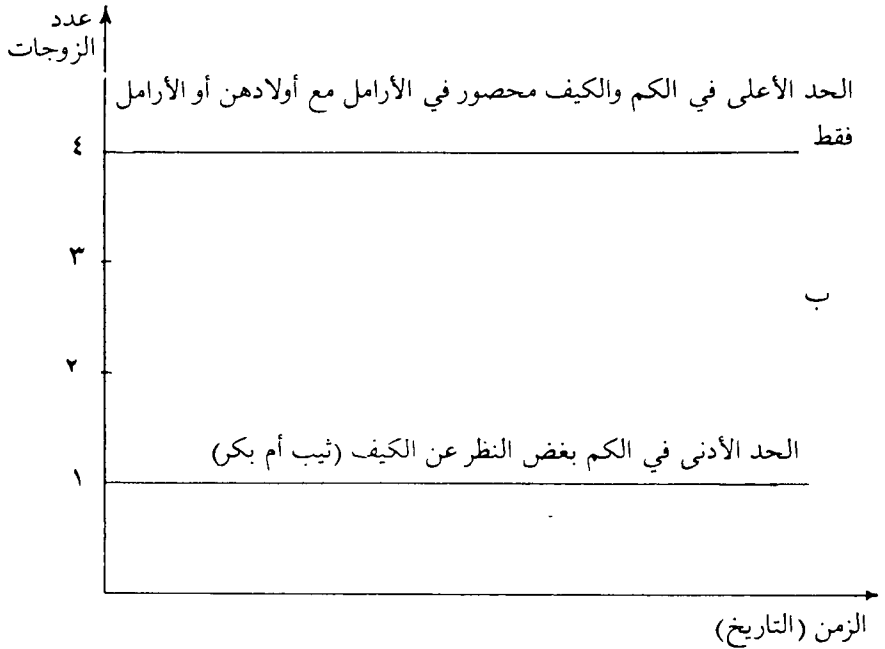 عدد
الزوجات
الحد الأعلى في الكم والكيف محصور في الأرامل مع أولادهن أو الأرامل
فقط
٤
٣
ب
٢
الحد الأدنى في الكم بغض النظر عن الكيف (ثيب أم بكر)
١
الزمن (التاريخ)